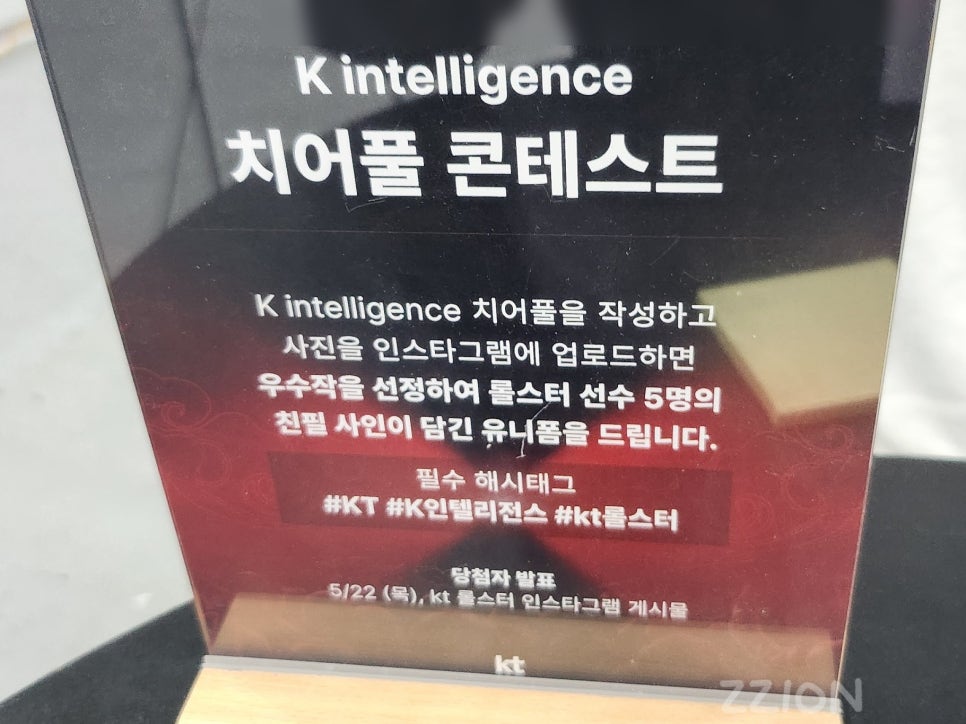 K intelligence
치어풀 콘테스트
K intelligence 치어풀을 작성하고
사진을 인스타그램에 업로드하면
우수작을 선정하여 롤스터 선수 5명의
친필 사인이 담긴 유니폼을 드립니다.
필수 해시태그
#KT #K인텔리전스 #kt롤스터
당첨자 발표
5/22 (목), kt 롤스터 인스타그램 게시물
kt
ZZION